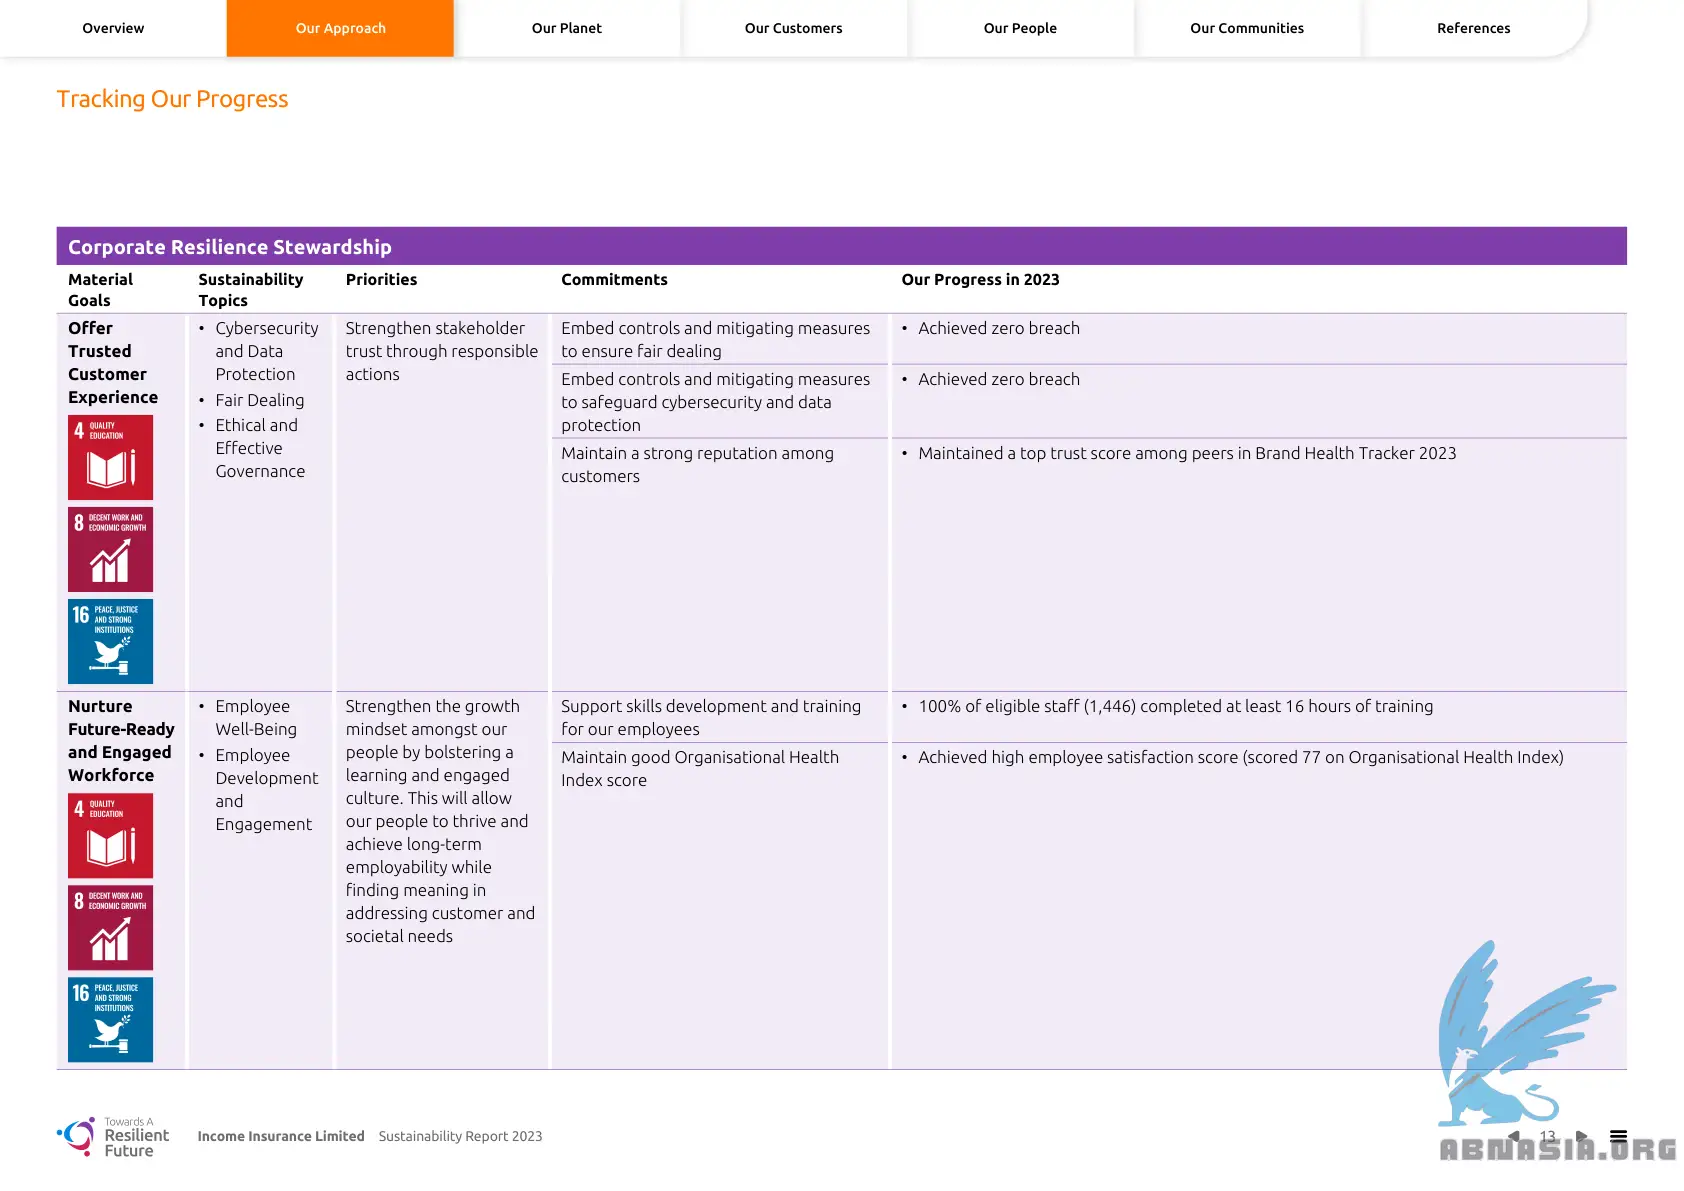 Overview
Our Approach
Our Planet
Our Customers
Our People
Our Communities
References
Tracking Our Progress
Corporate Resilience Stewardship
Material
Goals
Sustainability
Topics
Priorities
Commitments
Our Progress in 2023
Offer
Trusted
Customer
Experience
4 QUALITY
EDUCATION
8 DECENT WORK AND
ECONOMIC GROWTH
16 PEACE, JUSTICE
AND STRONG
INSTITUTIONS
• Cybersecurity
and Data
Protection
• Fair Dealing
• Ethical and
Effective
Governance
Strengthen stakeholder
trust through responsible
actions
Embed controls and mitigating measures
to ensure fair dealing
• Achieved zero breach
Embed controls and mitigating measures
to safeguard cybersecurity and data
protection
• Achieved zero breach
Maintain a strong reputation among
customers
• Maintained a top trust score among peers in Brand Health Tracker 2023
Nurture
Future-Ready
and Engaged
Workforce
4 QUALITY
EDUCATION
8 DECENT WORK AND
ECONOMIC GROWTH
16 PEACE, JUSTICE
AND STRONG
INSTITUTIONS
• Employee
Well-Being
• Employee
Development
and
Engagement
Strengthen the growth
mindset amongst our
people by bolstering a
learning and engaged
culture. This will allow
our people to thrive and
achieve long-term
employability while
finding meaning in
addressing customer and
societal needs
Support skills development and training
for our employees
• 100% of eligible staff (1,446) completed at least 16 hours of training
Maintain good Organisational Health
Index score
• Achieved high employee satisfaction score (scored 77 on Organisational Health Index)
Towards A
Resilient
Future
Income Insurance Limited Sustainability Report 2023
13
ABNASIA.ORG